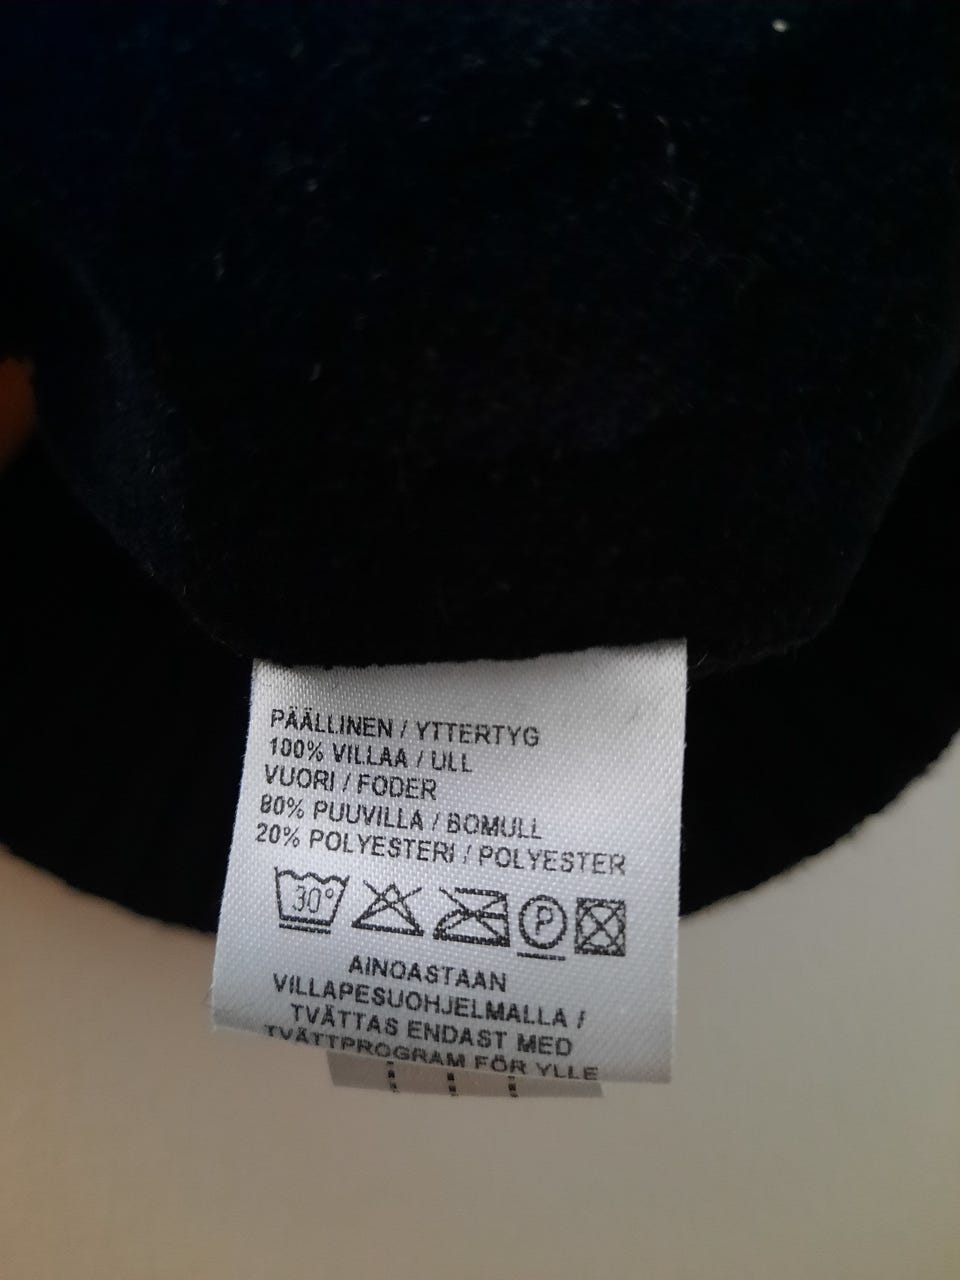 PÄÄLLINEN / YTTERTYG
100% VILLAA / ULL
VUORI / FODER
80% PUUVILLA / BOMULL
20% POLYESTERI / POLYESTER
30° P
AINOASTAAN
VILLAPESUOHJELMALLA /
TVÄTTAS ENDAST MED
TVÄTTPROGRAM FÖR YLLE